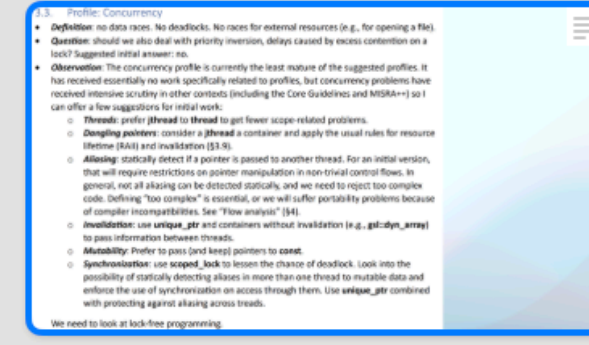 3.3. Profile: Concurrency
• Definition: no data races. No deadlocks. No races for external resources (e.g., for opening a file).
• Question: should we also deal with priority inversion, delays caused by excess contention on a
lock? Suggested initial answer: no.
• Observation: The concurrency profile is currently the least mature of the suggested profiles. It
has received essentially no work specifically related to profiles, but concurrency problems have
received intensive scrutiny in other contexts (including the Core Guidelines and MISRA++) so I
can offer a few suggestions for initial work:
o Threads: prefer jthread to thread to get fewer scope-related problems.
o Dangling pointers: consider a jthread a container and apply the usual rules for resource
lifetime (RAII) and invalidation (§3.9).
o Aliasing: statically detect if a pointer is passed to another thread. For an initial version,
that will require restrictions on pointer manipulation in non-trivial control flows. In
general, not all aliasing can be detected statically, and we need to reject too complex
code. Defining "too complex" is essential, or we will suffer portability problems because
of compiler incompatibilities. See "Flow analysis" (§4).
o Invalidation: use unique_ptr and containers without invalidation (e.g., gsl::dyn_array)
to pass information between threads.
o Mutability: Prefer to pass (and keep) pointers to const.
o Synchronization: use scoped_lock to lessen the chance of deadlock. Look into the
possibility of statically detecting aliases in more than one thread to mutable data and
enforce the use of synchronization on access through them. Use unique_ptr combined
with protecting against aliasing across treads.
We need to look at lock-free programming.